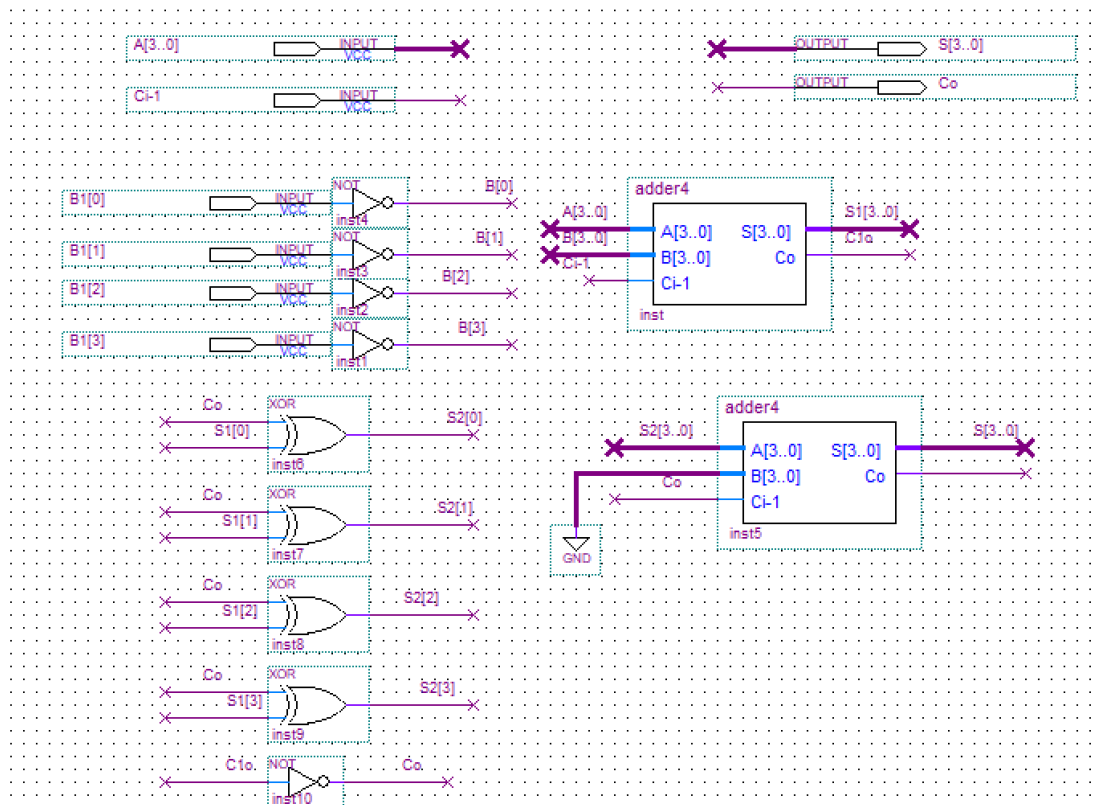 A[3..0] INPUT VCC
OUTPUT S[3..0]
Ci-1 INPUT VCC
OUTPUT Co
B1[0] INPUT VCC NOT inst4 B[0]
B1[1] INPUT VCC NOT inst3 B[1]
B1[2] INPUT VCC inst2 B[2]
B1[3] INPUT VCC NOT inst1 B[3]
adder4
A[3..0] A[3..0] S[3..0] S1[3..0]
B[3..0] B[3..0] Co C1o
Ci-1 Ci-1
inst
Co XOR
S1[0] S2[0]
inst6
Co XOR
S1[1] S2[.1]
inst7
Co XOR
S1[2] S2[2]
inst8
Co XOR
S1[3] S2[3]
inst9
C1o. NOT Co
inst10
adder4
S2[3..0] A[3..0] S[3..0] S[3..0]
B[3..0] Co
Co Ci-1
inst5
GND